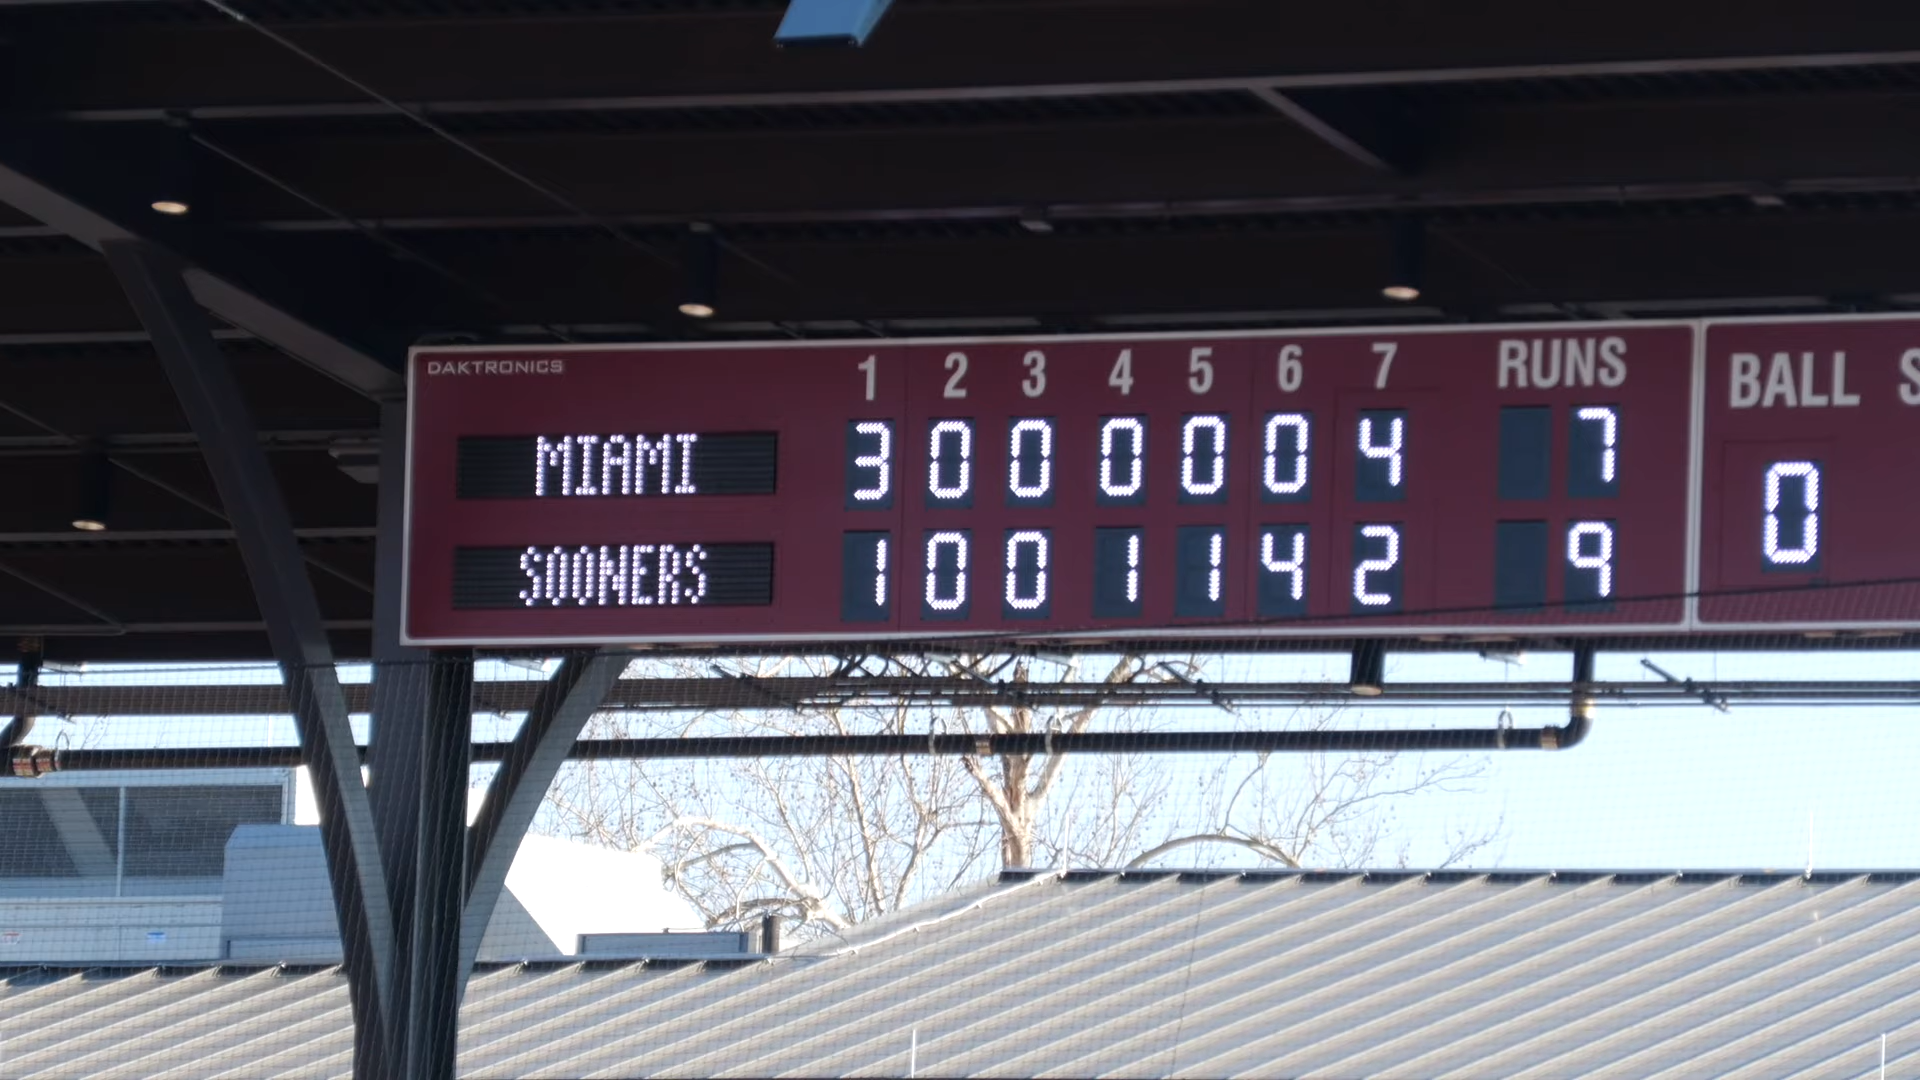 DAKTRONICS 1 2 3 4 5 6 7 RUNS BALL S
MIAMI 3 0 0 0 0 0 4 7 0
SOONERS 1 0 0 1 1 4 2 9